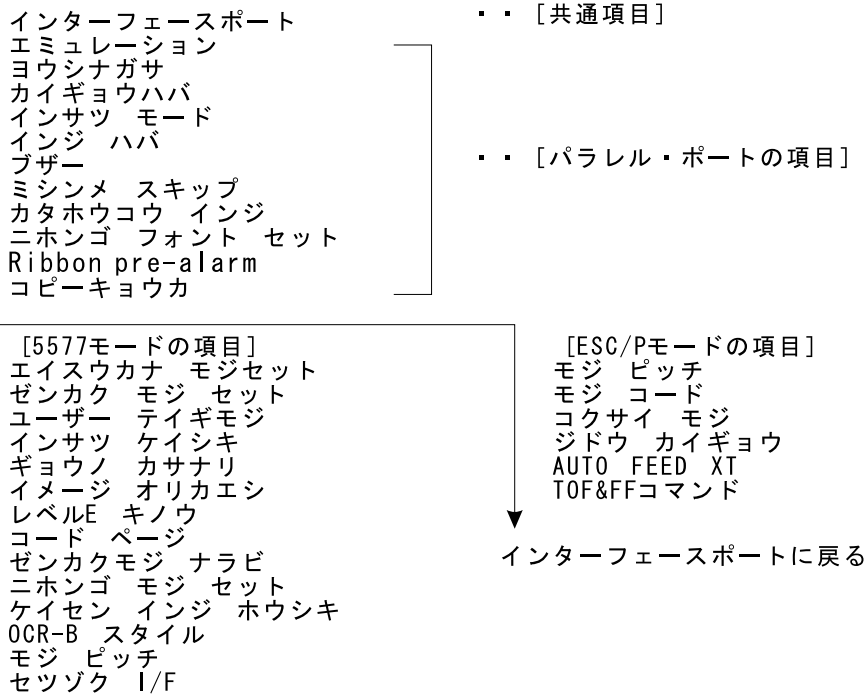 インターフェースポート　・・［共通項目］
エミュレーション
ヨウシナガサ
カイギョウハバ
インサツ　モード
インジ　ハバ
ブザー　・・［パラレル・ポートの項目］
ミシンメ　スキップ
カタホウコウ　インジ
ニホンゴ　フォント　セット
Ribbon pre-alarm
コピーキョウカ
［5577モードの項目］
エイスウカナ　モジセット
ゼンカク　モジ　セット
ユーザー　テイギモジ
インサツ　ケイシキ
ギョウノ　カサナリ
イメージ　オリカエシ
レベルE　キノウ
コード　ページ
ゼンカクモジ　ナラビ
ニホンゴ　モジ　セット
ケイセン　インジ　ホウシキ
OCR-B　スタイル
モジ　ピッチ
セツゾク　I/F
［ESC/Pモードの項目］
モジ　ピッチ
モジ　コード
コクサイ　モジ
ジドウ　カイギョウ
AUTO　FEED　XT
TOF&FFコマンド
インターフェースポートに戻る